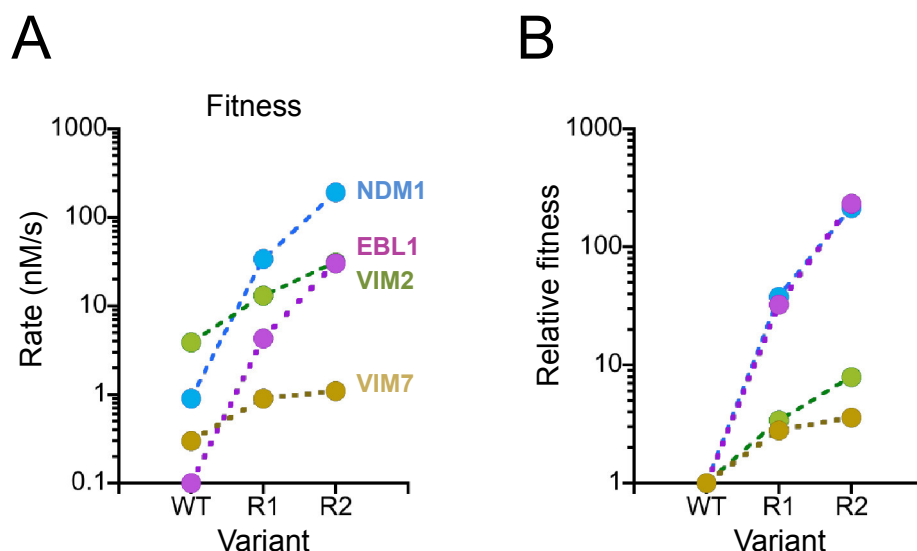 A
Fitness
Rate (nM/s)
1000
100
10
1
0.1
NDM1
EBL1
VIM2
VIM7
WT R1 R2
Variant
B
Relative fitness
1000
100
10
1
WT R1 R2
Variant